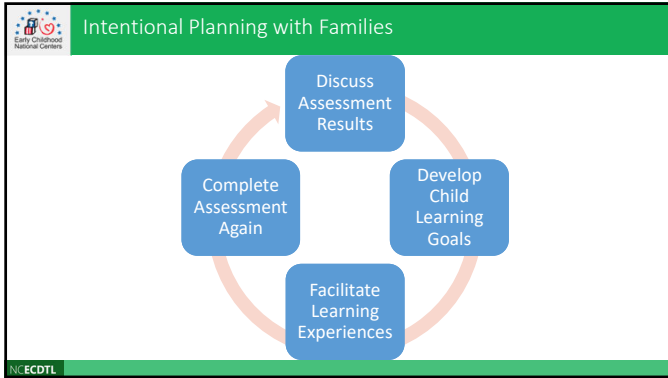 Early Childhood
National Centers
Intentional Planning with Families
Discuss
Assessment
Results
Develop
Child
Learning
Goals
Facilitate
Learning
Experiences
Complete
Assessment
Again
NCECDTL